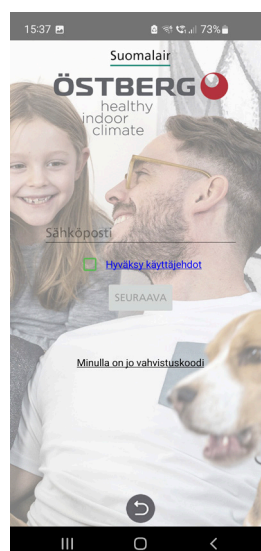 15:37 73%
Suomalair
ÖSTBERG
healthy
indoor
climate
Sähköposti
Hyväksy käyttäjehdot
SEURAAVA
Minulla on jo vahvistuskoodi